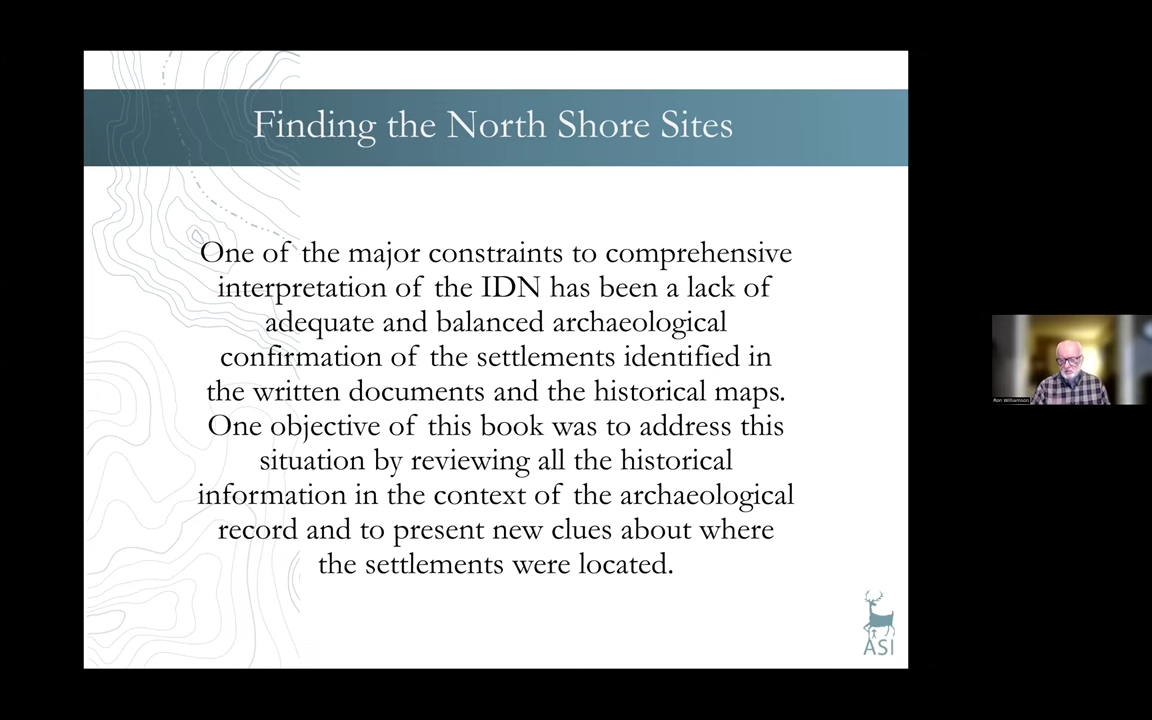 Finding the North Shore Sites
One of the major constraints to comprehensive
interpretation of the IDN has been a lack of
adequate and balanced archaeological
confirmation of the settlements identified in
the written documents and the historical maps.
One objective of this book was to address this
situation by reviewing all the historical
information in the context of the archaeological
record and to present new clues about where
the settlements were located.
ASI
Ron Williamson